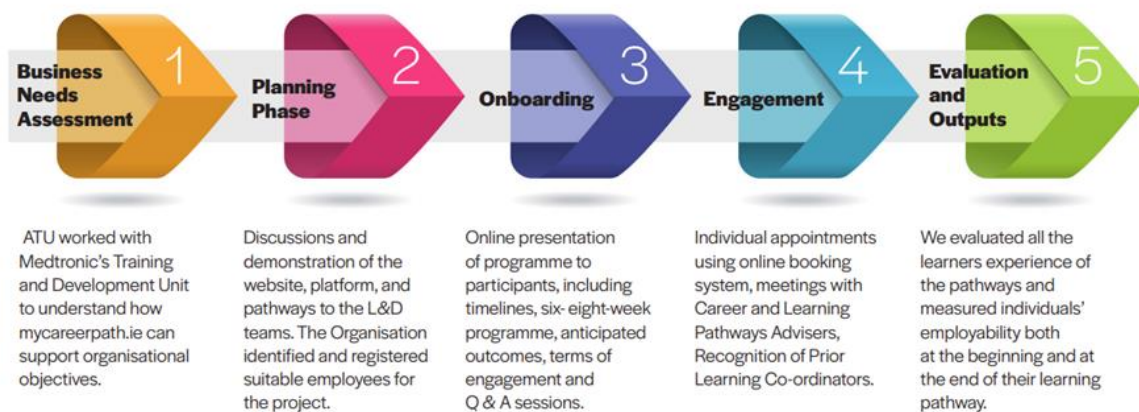 1
Business
Needs
Assessment
2
Planning
Phase
3
Onboarding
4
Engagement
5
Evaluation
and
Outputs
ATU worked with
Medtronic's Training
and Development Unit
to understand how
mycareerpath.ie can
support organisational
objectives.
Discussions and
demonstration of the
website, platform, and
pathways to the L&D
teams. The Organisation
identified and registered
suitable employees for
the project.
Online presentation
of programme to
participants, including
timelines, six- eight-week
programme, anticipated
outcomes, terms of
engagement and
Q & A sessions.
Individual appointments
using online booking
system, meetings with
Career and Learning
Pathways Advisers,
Recognition of Prior
Learning Co-ordinators.
We evaluated all the
learners experience of
the pathways and
measured individuals'
employability both
at the beginning and at
the end of their learning
pathway.